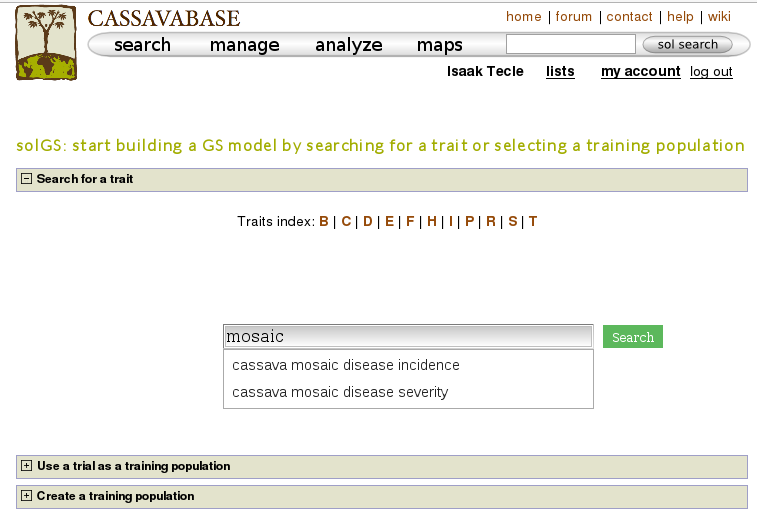 CASSAVABASE
home | forum | contact | help | wiki
search manage analyze maps sol search
Isaak Tecle lists my account log out
solGS: start building a GS model by searching for a trait or selecting a training population
Search for a trait
Traits index: B | C | D | E | F | H | I | P | R | S | T
mosaic Search
cassava mosaic disease incidence
cassava mosaic disease severity
Use a trial as a training population
Create a training population